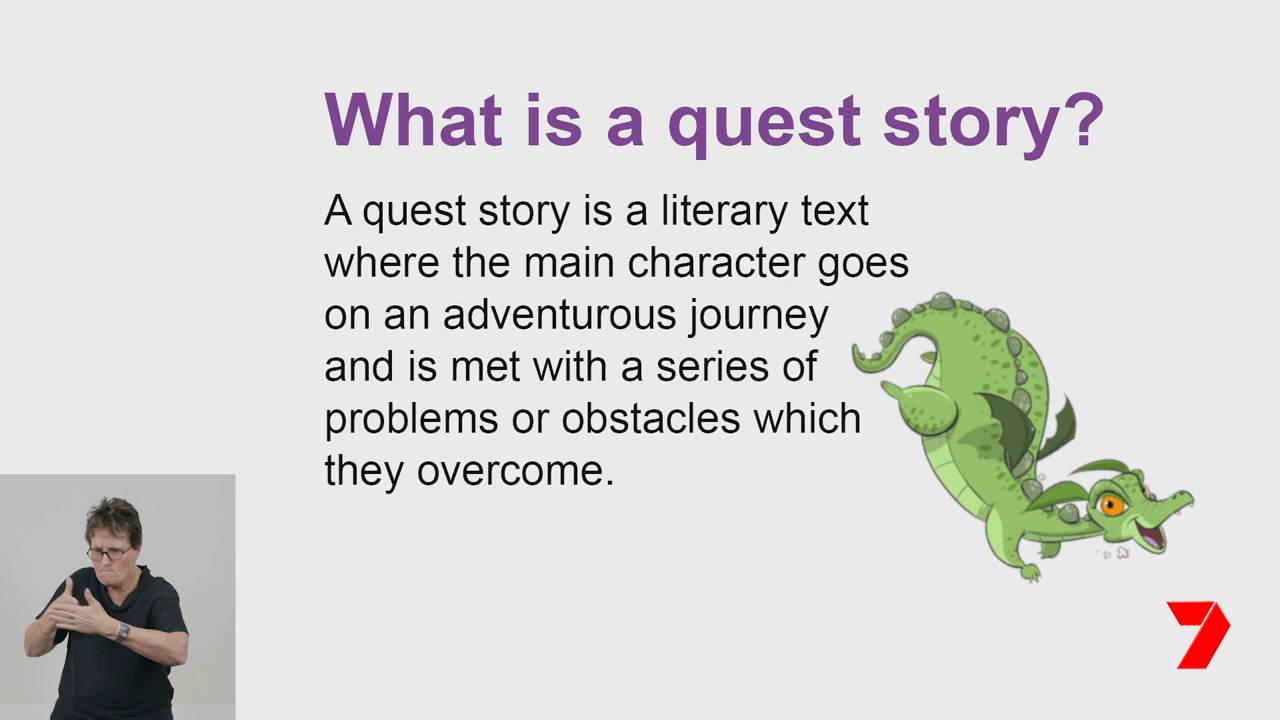 What is a quest story?
A quest story is a literary text
where the main character goes
on an adventurous journey
and is met with a series of
problems or obstacles which
they overcome.
7